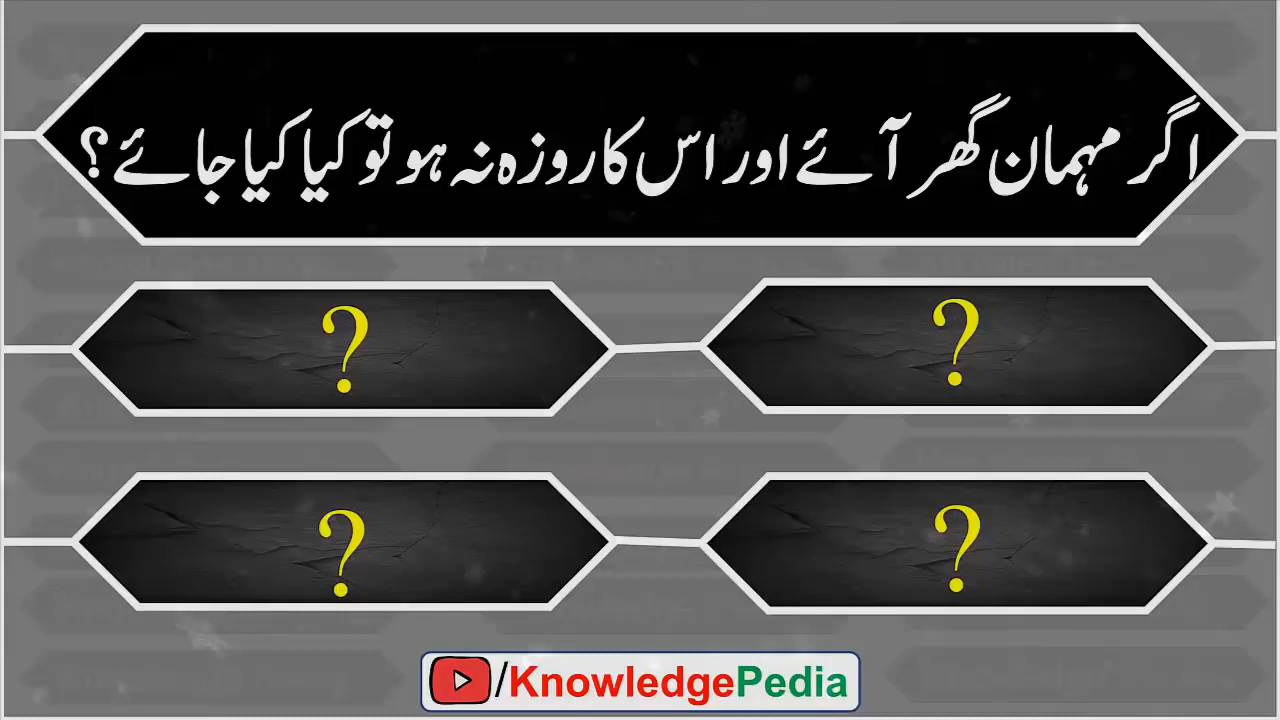 اگر مہمان گھر آئے اور اس کا روزہ نہ ہو تو کیا کیا جائے؟
? ?
? ?
/KnowledgePedia